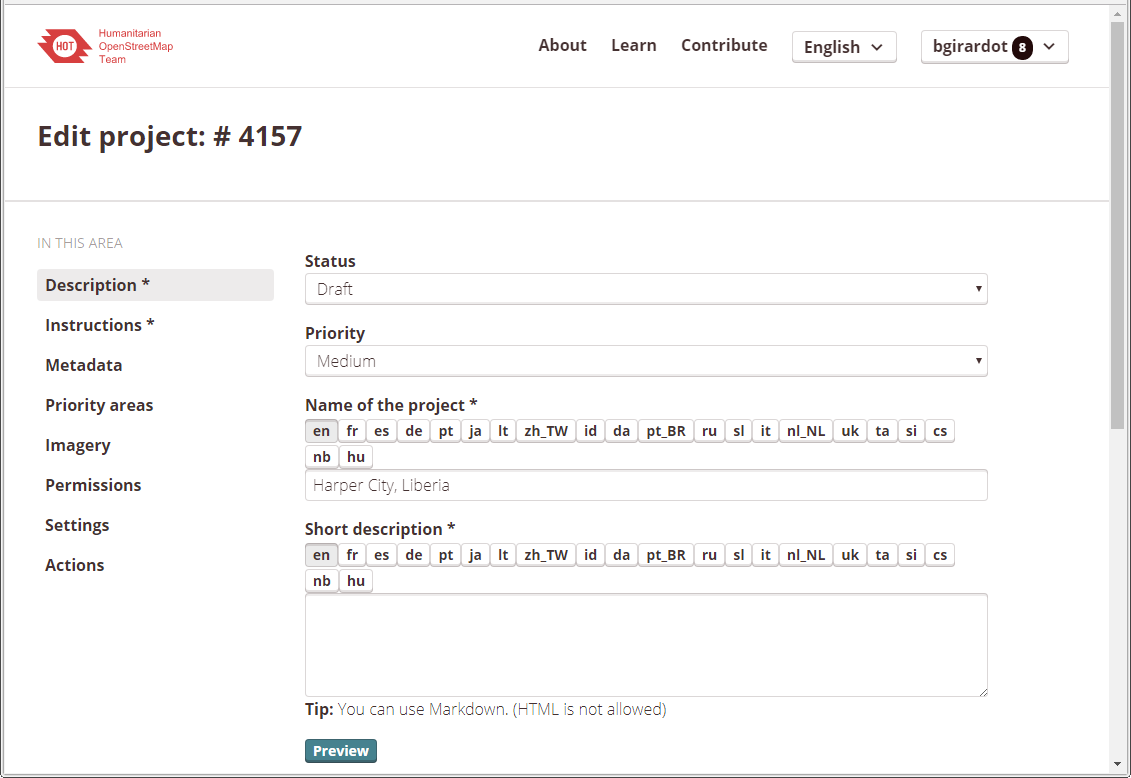 HOT
Humanitarian
OpenStreetMap
Team
About Learn Contribute English bgirardot 8
Edit project: # 4157
IN THIS AREA
Description *
Instructions *
Metadata
Priority areas
Imagery
Permissions
Settings
Actions
Status
Draft
Priority
Medium
Name of the project *
en fr es de pt ja lt zh_TW id da pt_BR ru sl it nl_NL uk ta si cs
nb hu
Harper City, Liberia
Short description *
en fr es de pt ja lt zh_TW id da pt_BR ru sl it nl_NL uk ta si cs
nb hu
Tip: You can use Markdown. (HTML is not allowed)
Preview